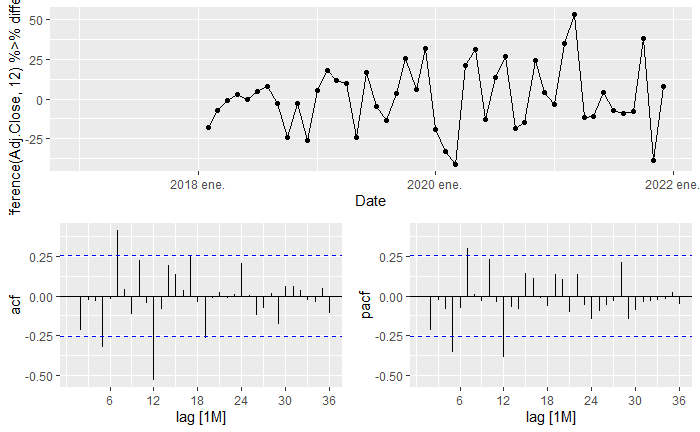 fference(Adj.Close, 12) %>% diffe
50
25
0
-25
2018 ene.
2020 ene.
2022 ene.
Date
acf
0.25
0.00
-0.25
-0.50
6
12
18
24
30
36
lag [1M]
pacf
0.25
0.00
-0.25
-0.50
6
12
18
24
30
36
lag [1M]